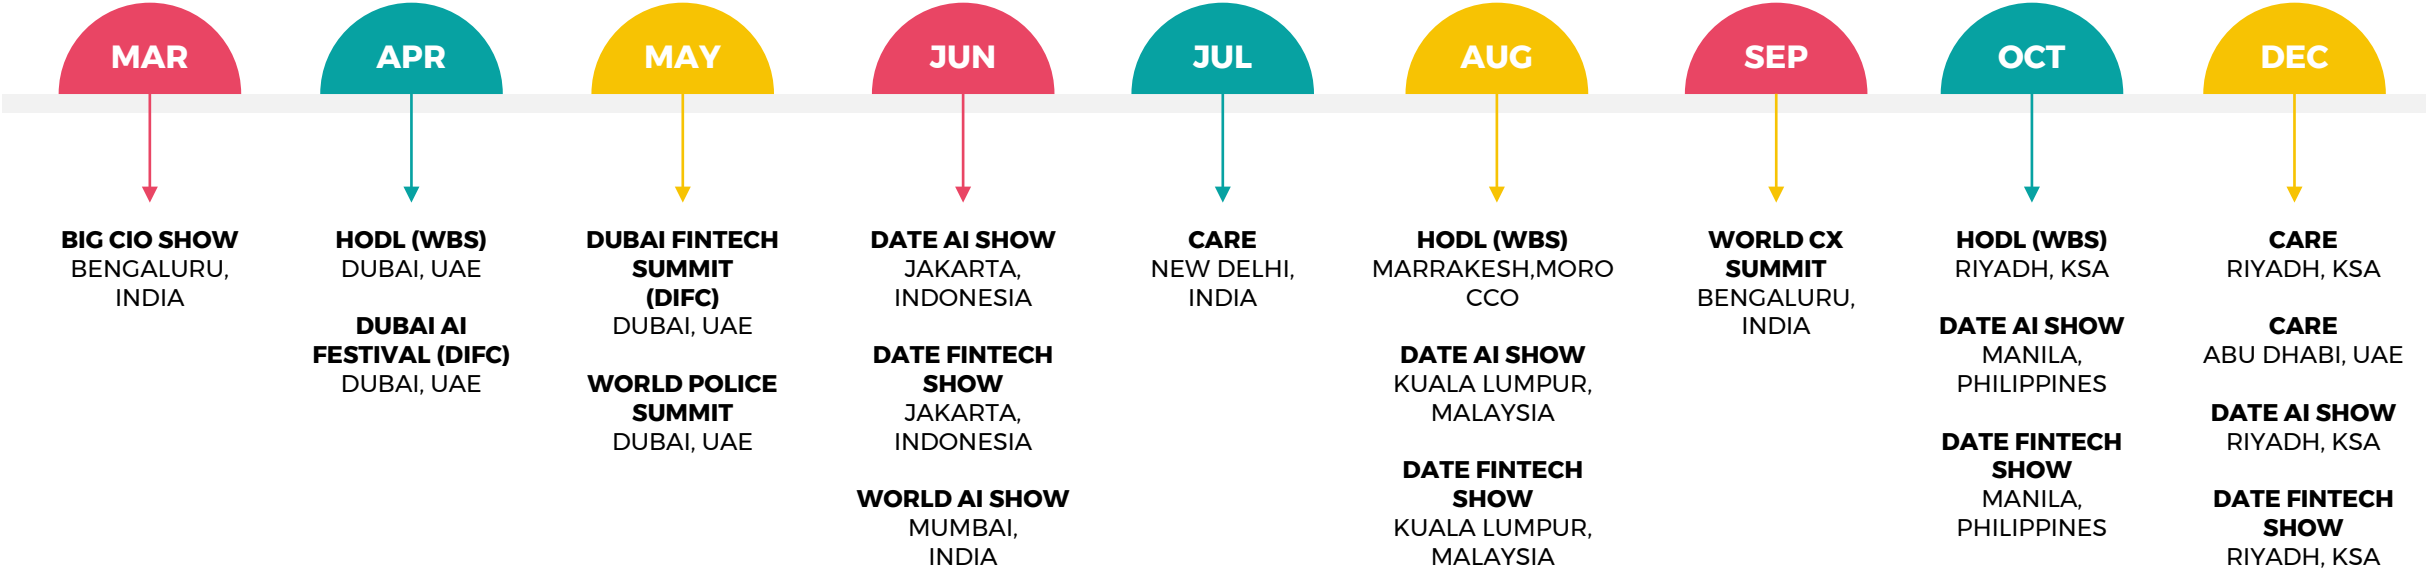 MAR
BIG CIO SHOW
BENGALURU,
INDIA
APR
HODL (WBS)
DUBAI, UAE
DUBAI AI
FESTIVAL (DIFC)
DUBAI, UAE
MAY
DUBAI FINTECH
SUMMIT
(DIFC)
DUBAI, UAE
WORLD POLICE
SUMMIT
DUBAI, UAE
JUN
DATE AI SHOW
JAKARTA,
INDONESIA
DATE FINTECH
SHOW
JAKARTA,
INDONESIA
WORLD AI SHOW
MUMBAI,
INDIA
JUL
CARE
NEW DELHI,
INDIA
AUG
HODL (WBS)
MARRAKESH,MORO
CCO
DATE AI SHOW
KUALA LUMPUR,
MALAYSIA
DATE FINTECH
SHOW
KUALA LUMPUR,
MALAYSIA
SEP
WORLD CX
SUMMIT
BENGALURU,
INDIA
OCT
HODL (WBS)
RIYADH, KSA
DATE AI SHOW
MANILA,
PHILIPPINES
DATE FINTECH
SHOW
MANILA,
PHILIPPINES
DEC
CARE
RIYADH, KSA
CARE
ABU DHABI, UAE
DATE AI SHOW
RIYADH, KSA
DATE FINTECH
SHOW
RIYADH, KSA